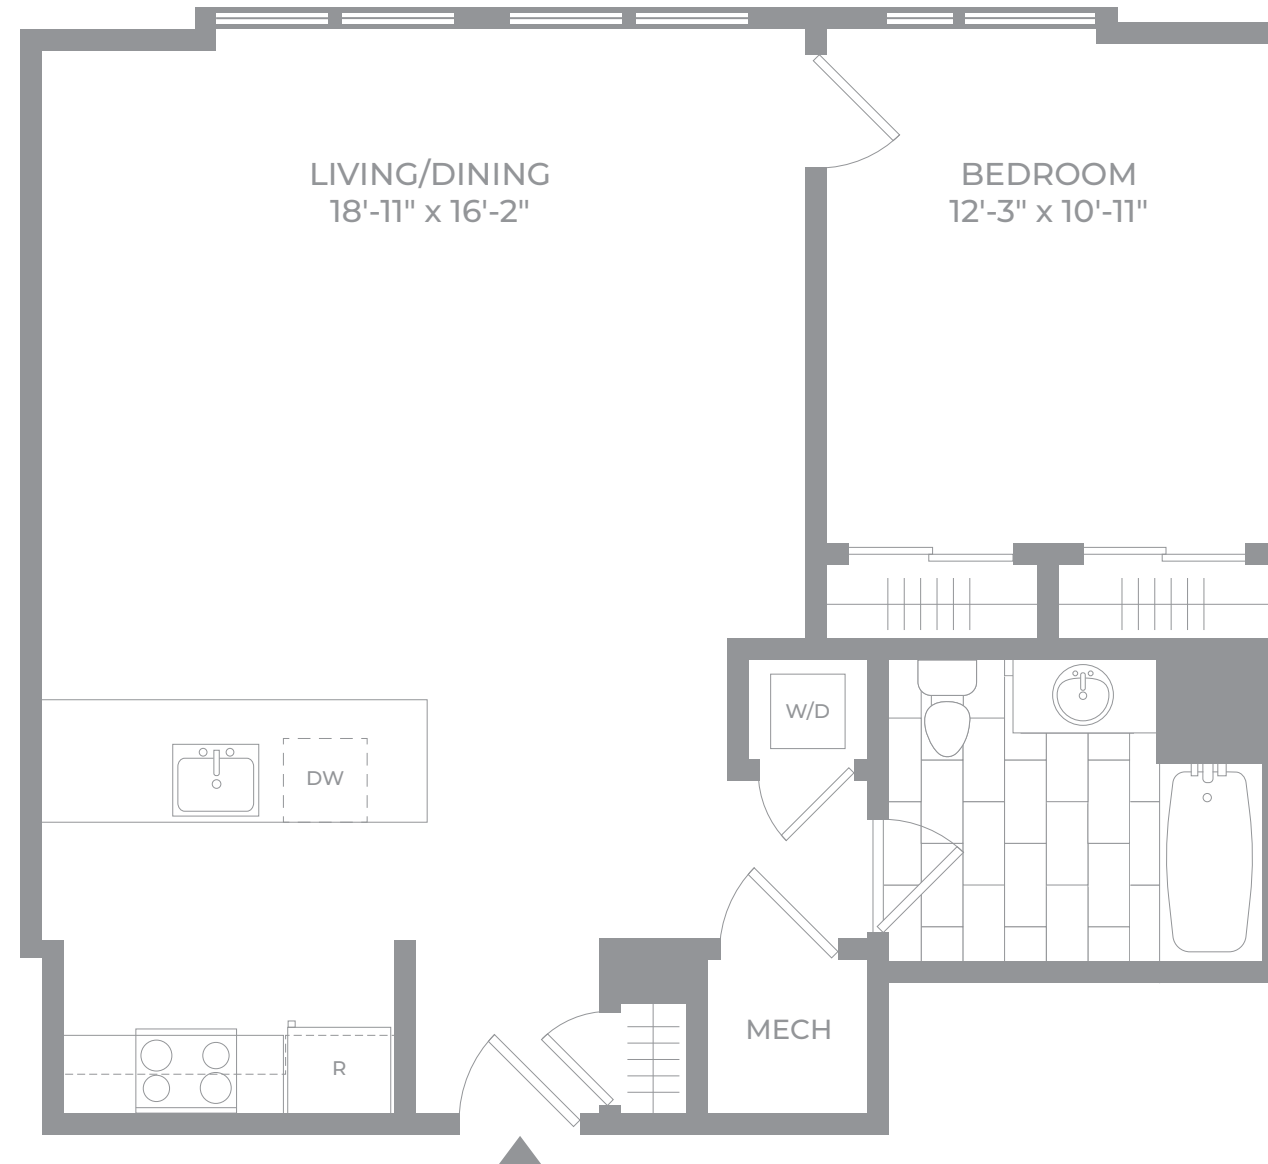 LIVING/DINING
18'-11" x 16'-2"
BEDROOM
12'-3" x 10'-11"
W/D
DW
MECH
R